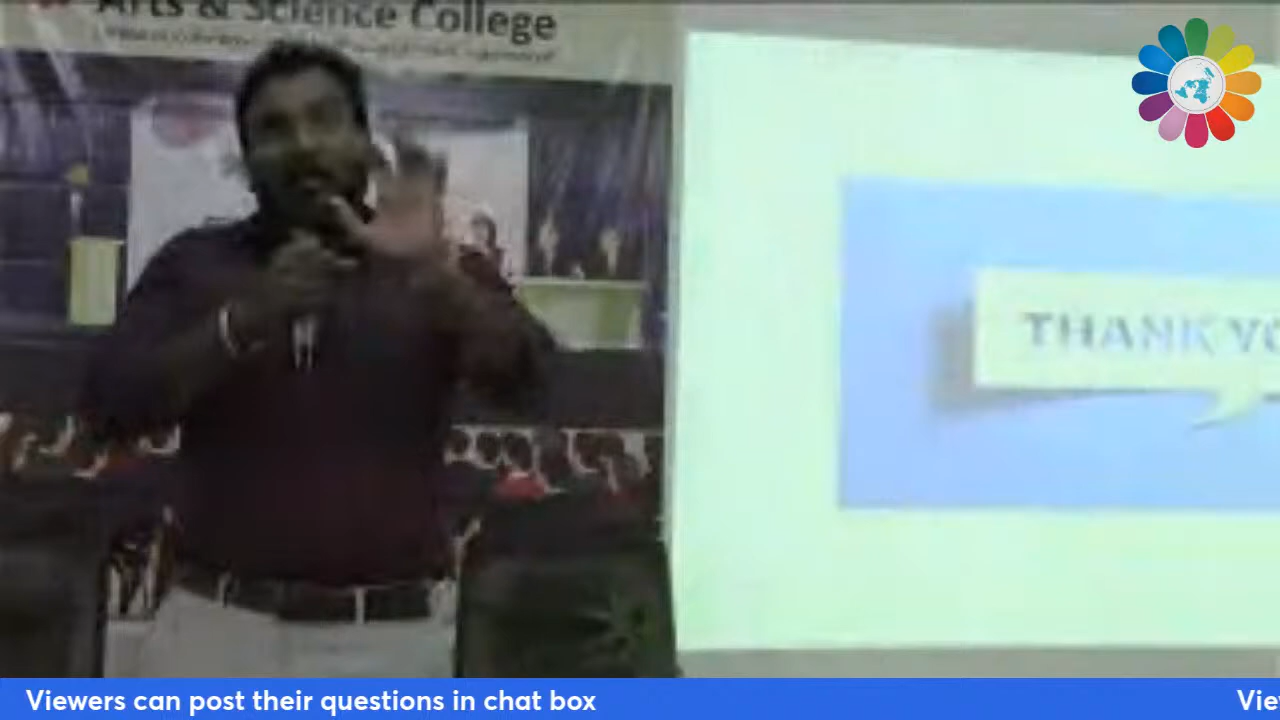 Arts & Science College
THANK YO
Viewers can post their questions in chat box
Vie